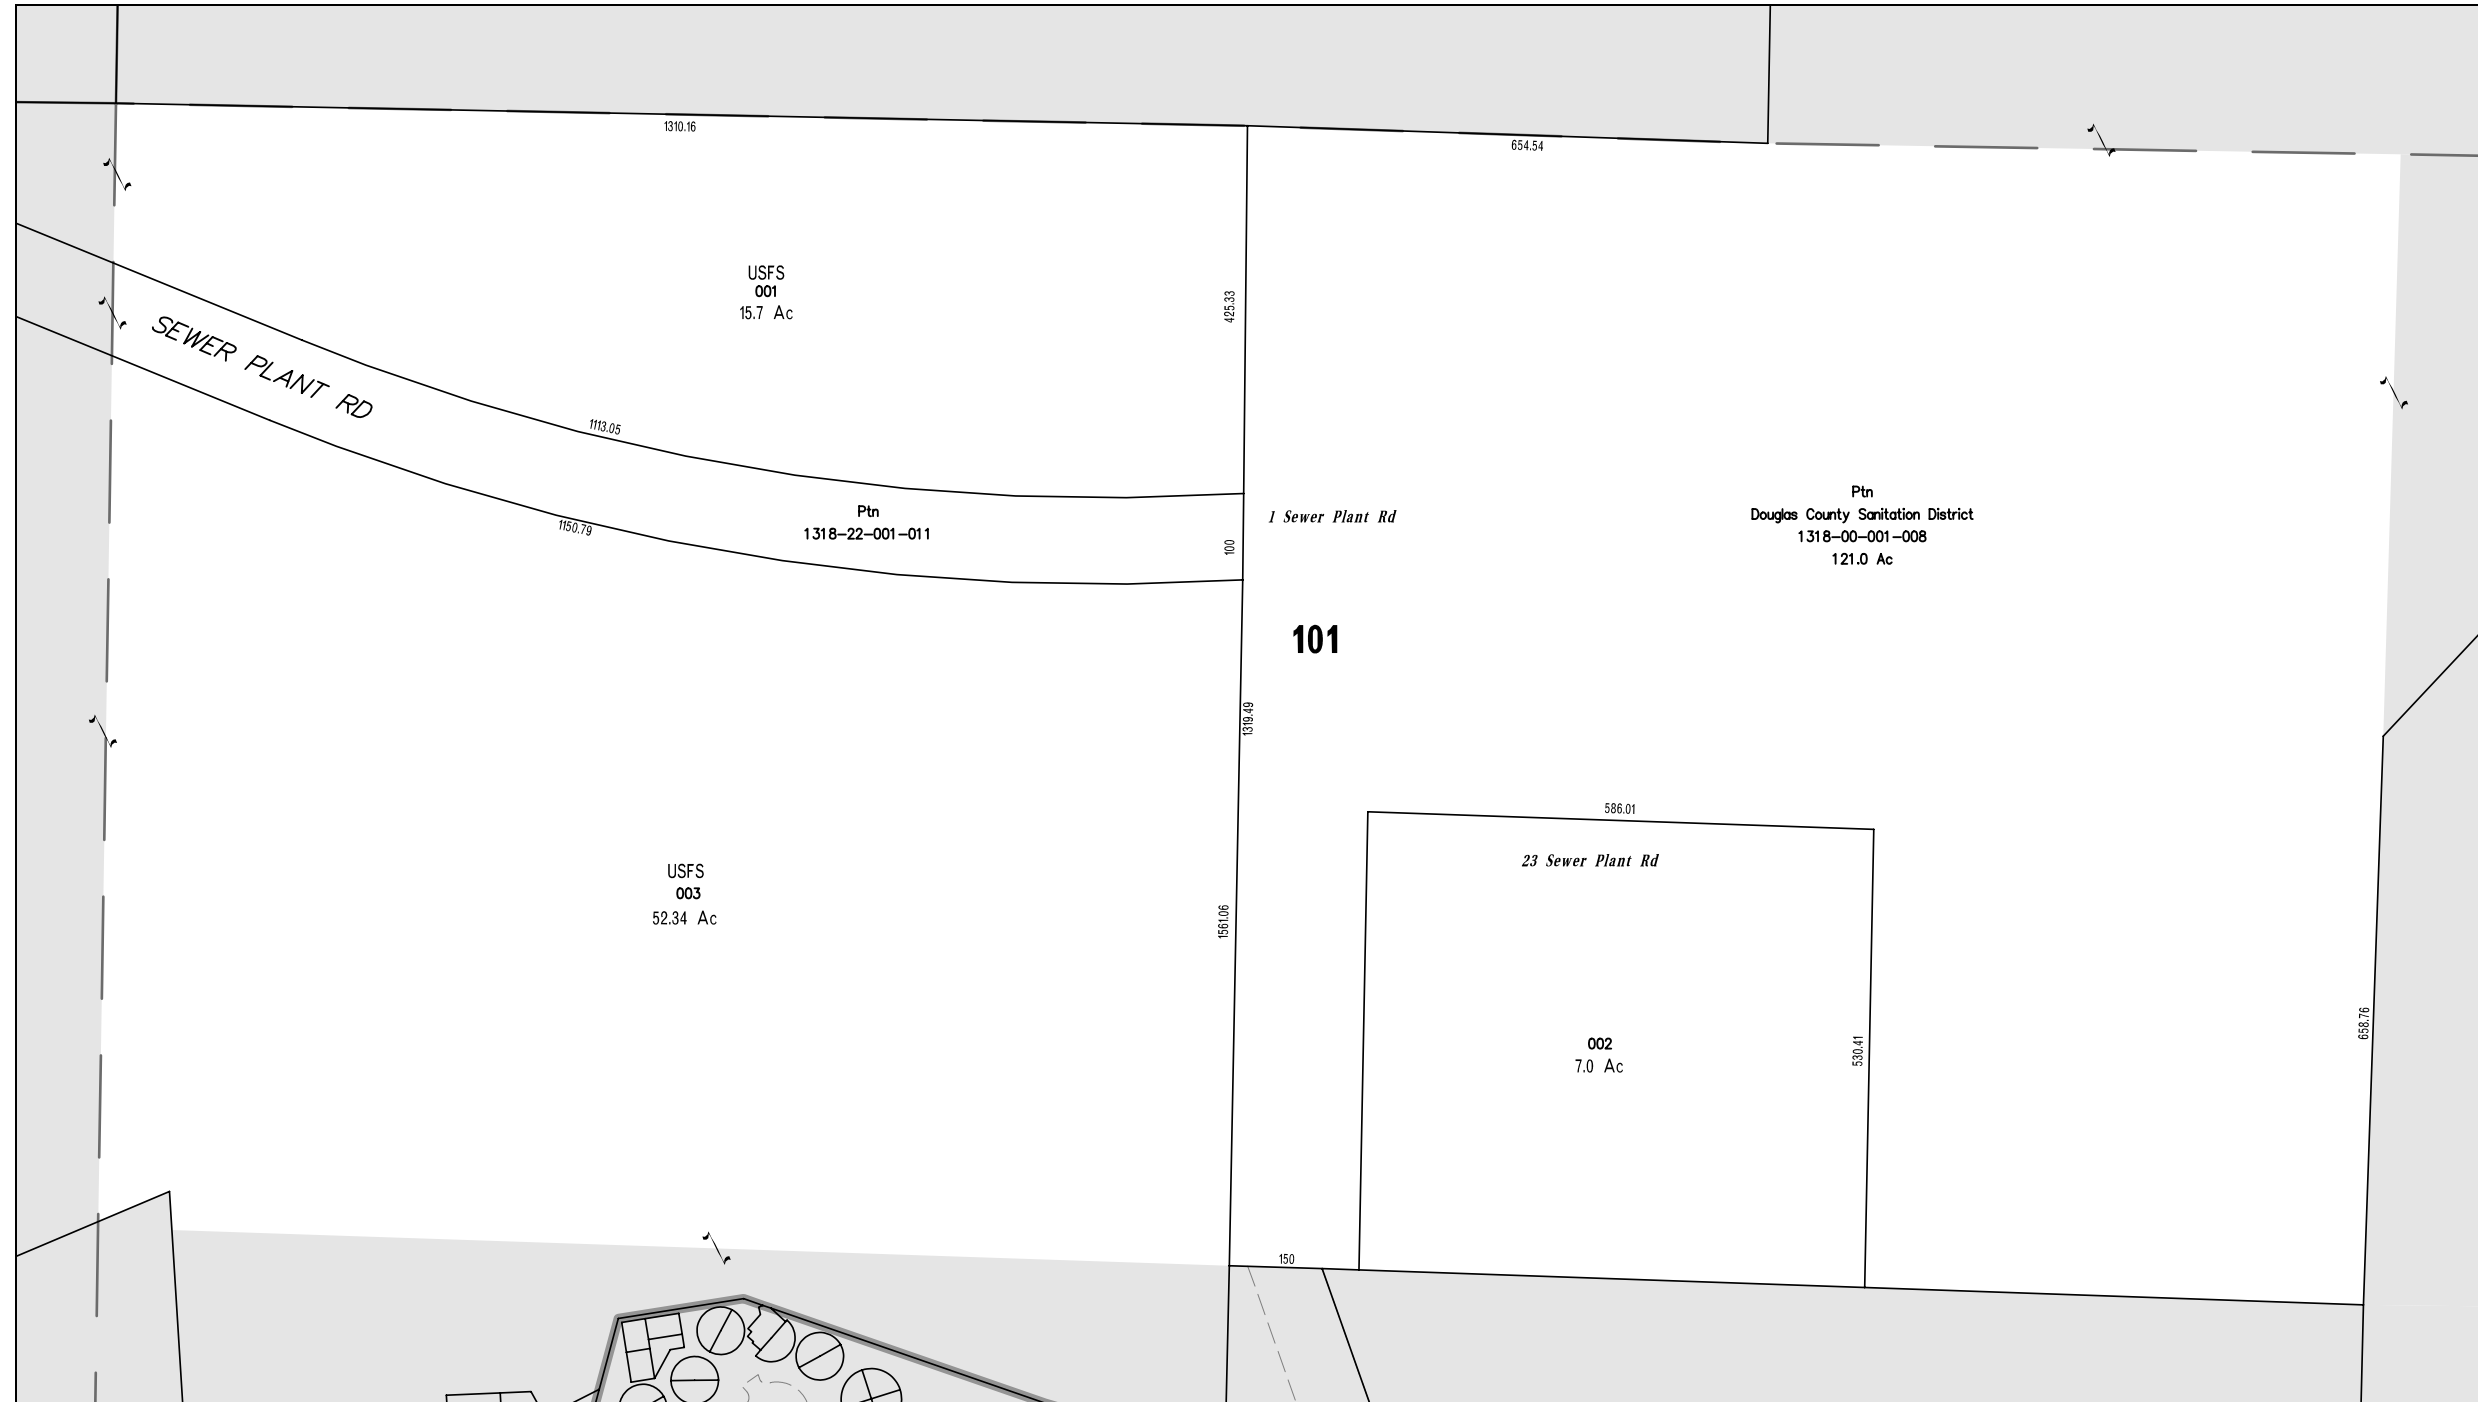 1310.16
654.54
USFS
001
15.7 Ac
425.33
SEWER PLANT RD
1113.05
1150.79
Ptn
1318-22-001-011
100
1 Sewer Plant Rd
Ptn
Douglas County Sanitation District
1318-00-001-008
121.0 Ac
101
1319.49
586.01
23 Sewer Plant Rd
USFS
003
52.34 Ac
1561.06
002
7.0 Ac
530.41
658.76
150